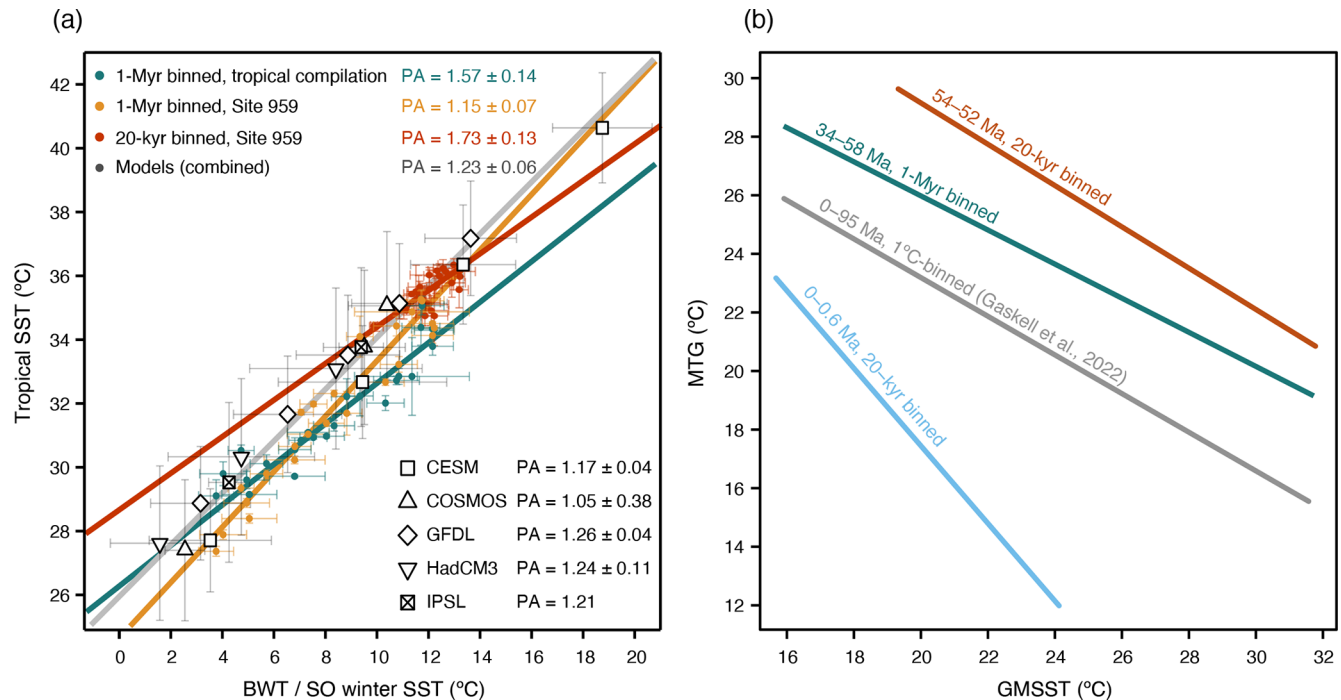 (a)
1-Myr binned, tropical compilation PA = 1.57 ± 0.14
1-Myr binned, Site 959 PA = 1.15 ± 0.07
20-kyr binned, Site 959 PA = 1.73 ± 0.13
Models (combined) PA = 1.23 ± 0.06
CESM PA = 1.17 ± 0.04
COSMOS PA = 1.05 ± 0.38
GFDL PA = 1.26 ± 0.04
HadCM3 PA = 1.24 ± 0.11
IPSL PA = 1.21
Tropical SST (ºC)
42
40
38
36
34
32
30
28
26
0 2 4 6 8 10 12 14 16 18 20
BWT / SO winter SST (ºC)
(b)
54–52 Ma, 20-kyr binned
34–58 Ma, 1-Myr binned
0–95 Ma, 1ºC-binned (Gaskell et al., 2022)
0–0.6 Ma, 20-kyr binned
MTG (ºC)
30
28
26
24
22
20
18
16
14
12
16 18 20 22 24 26 28 30 32
GMSST (ºC)